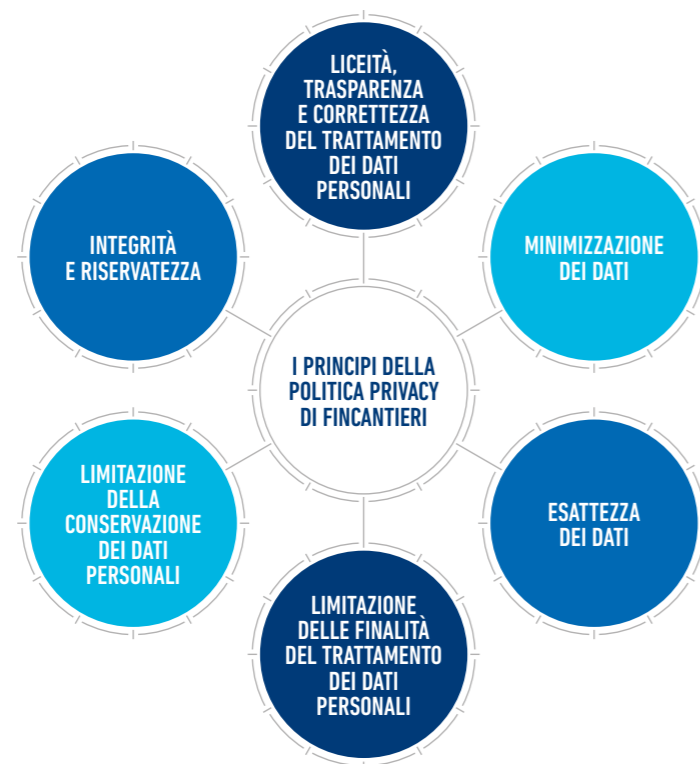 LICEITÀ,
TRASPARENZA
E CORRETTEZZA
DEL TRATTAMENTO
DEI DATI
PERSONALI
INTEGRITÀ
E RISERVATEZZA
MINIMIZZAZIONE
DEI DATI
I PRINCIPI DELLA
POLITICA PRIVACY
DI FINCANTIERI
LIMITAZIONE
DELLA
CONSERVAZIONE
DEI DATI
PERSONALI
ESATTEZZA
DEI DATI
LIMITAZIONE
DELLE FINALITÀ
DEL TRATTAMENTO
DEI DATI
PERSONALI